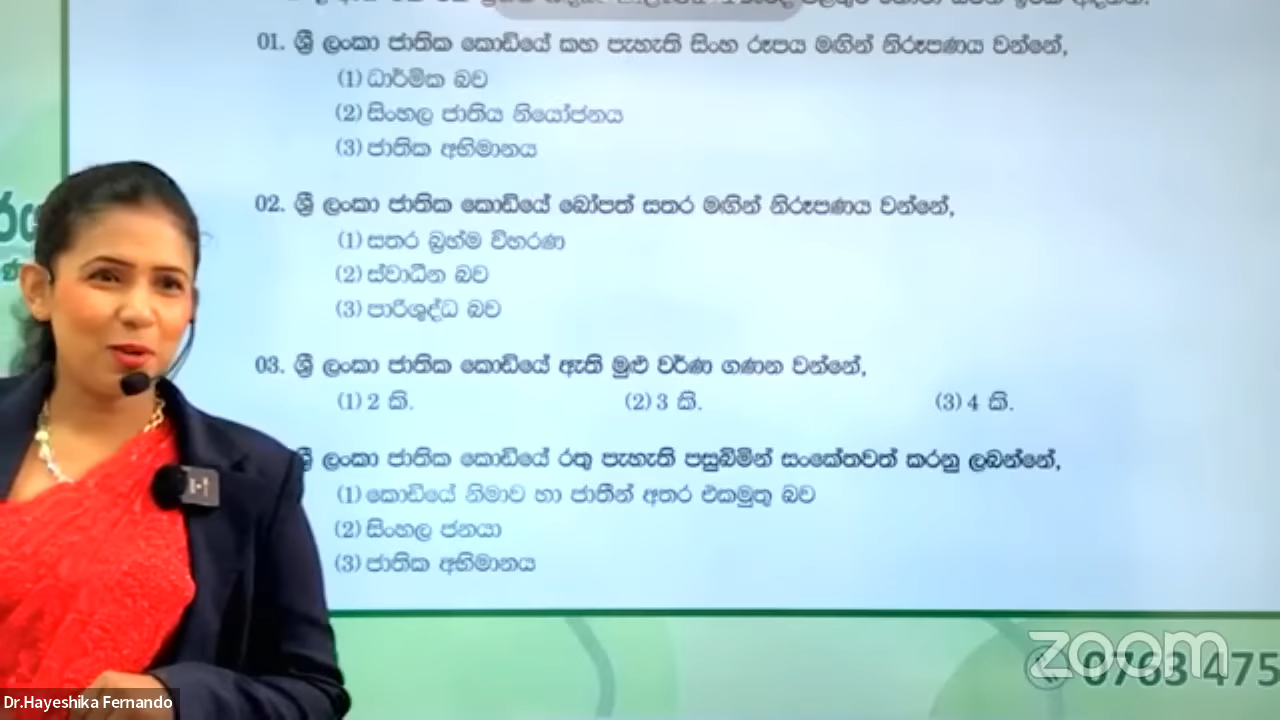 01. ශ්‍රී ලංකා ජාතික කොඩියේ කහ පැහැති සිංහ රූපය මඟින් නිරූපණය වන්නේ,
(1) ධාර්මික බව
(2) සිංහල ජාතිය නියෝජනය
(3) ජාතික අභිමානය
02. ශ්‍රී ලංකා ජාතික කොඩියේ බෝපත් සතර මඟින් නිරූපණය වන්නේ,
(1) සතර බ්‍රහ්ම විහරණ
(2) ස්වාධීන බව
(3) පාරිශුද්ධ බව
03. ශ්‍රී ලංකා ජාතික කොඩියේ ඇති මුළු වර්ණ ගණන වන්නේ,
(1) 2 කි. (2) 3 කි. (3) 4 කි.
ශ්‍රී ලංකා ජාතික කොඩියේ රතු පැහැති පසුබිමින් සංකේතවත් කරනු ලබන්නේ,
(1) කොඩියේ නිමාව හා ජාතීන් අතර එකමුතු බව
(2) සිංහල ජනයා
(3) ජාතික අභිමානය
zoom
0763 475
Dr.Hayeshika Fernando